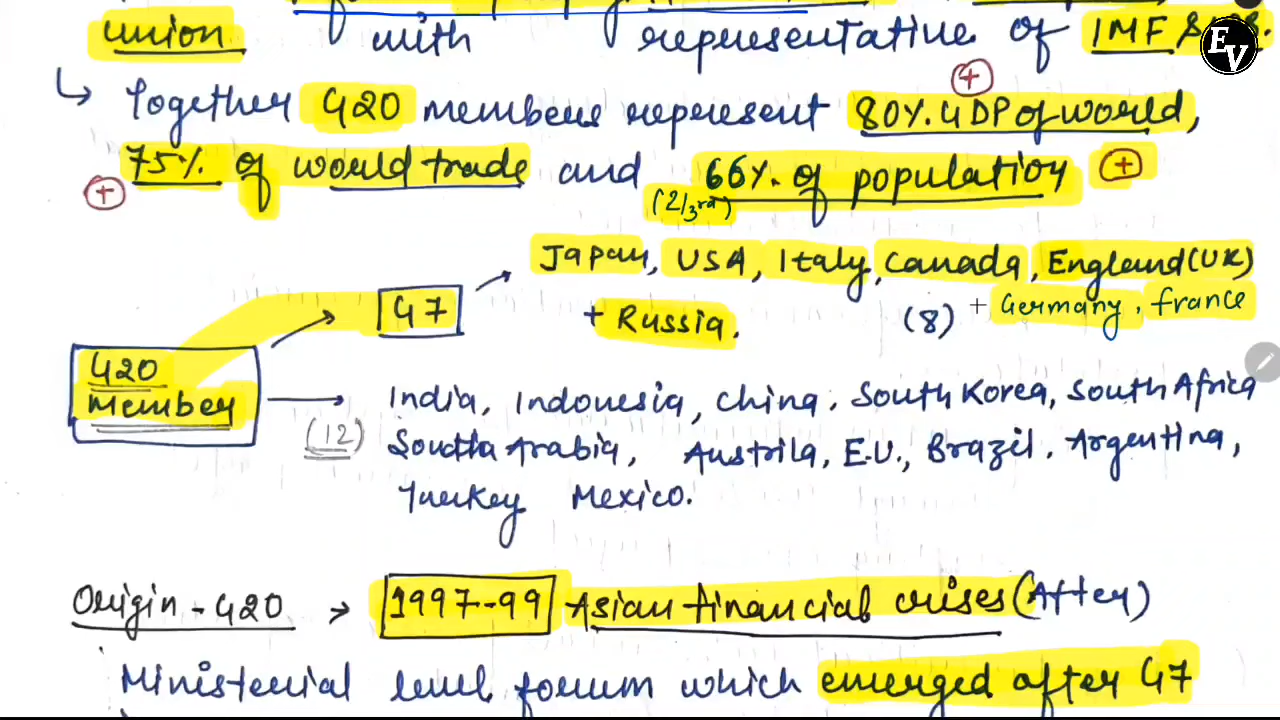 union with representative of IMF &
EV
Together G20 members represent 80%. GDP of world,
75% of world trade and 66%. of population
(2/3rd)
Japan, USA, Italy, Canada, England(UK)
G7 + Russia. (8) + Germany, france
G20
Member
(12)
India, Indonesia, China, South Korea, South Africa
Soudta Arabia, Austrila, E.U., Brazil, Argentina,
Turkey Mexico.
Origin - G20 > 1997-99 Asian financial crises (After)
Ministerial level forum which emerged after G7